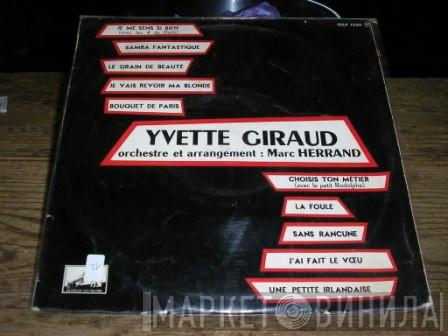 FDLP 1026
JE ME SENS SI BIEN
SAMBA FANTASTIQUE
LE GRAIN DE BEAUTÉ
JE VAIS REVOIR MA BLONDE
BOUQUET DE PARIS
YVETTE GIRAUD
orchestre et arrangement : Marc HERRAND
CHOISIS TON MÉTIER
(avec le petit Rodolphe)
LA FOULE
SANS RANCUNE
J'AI FAIT LE VŒU
UNE PETITE IRLANDAISE
МАРКЕТ ВИНИЛА